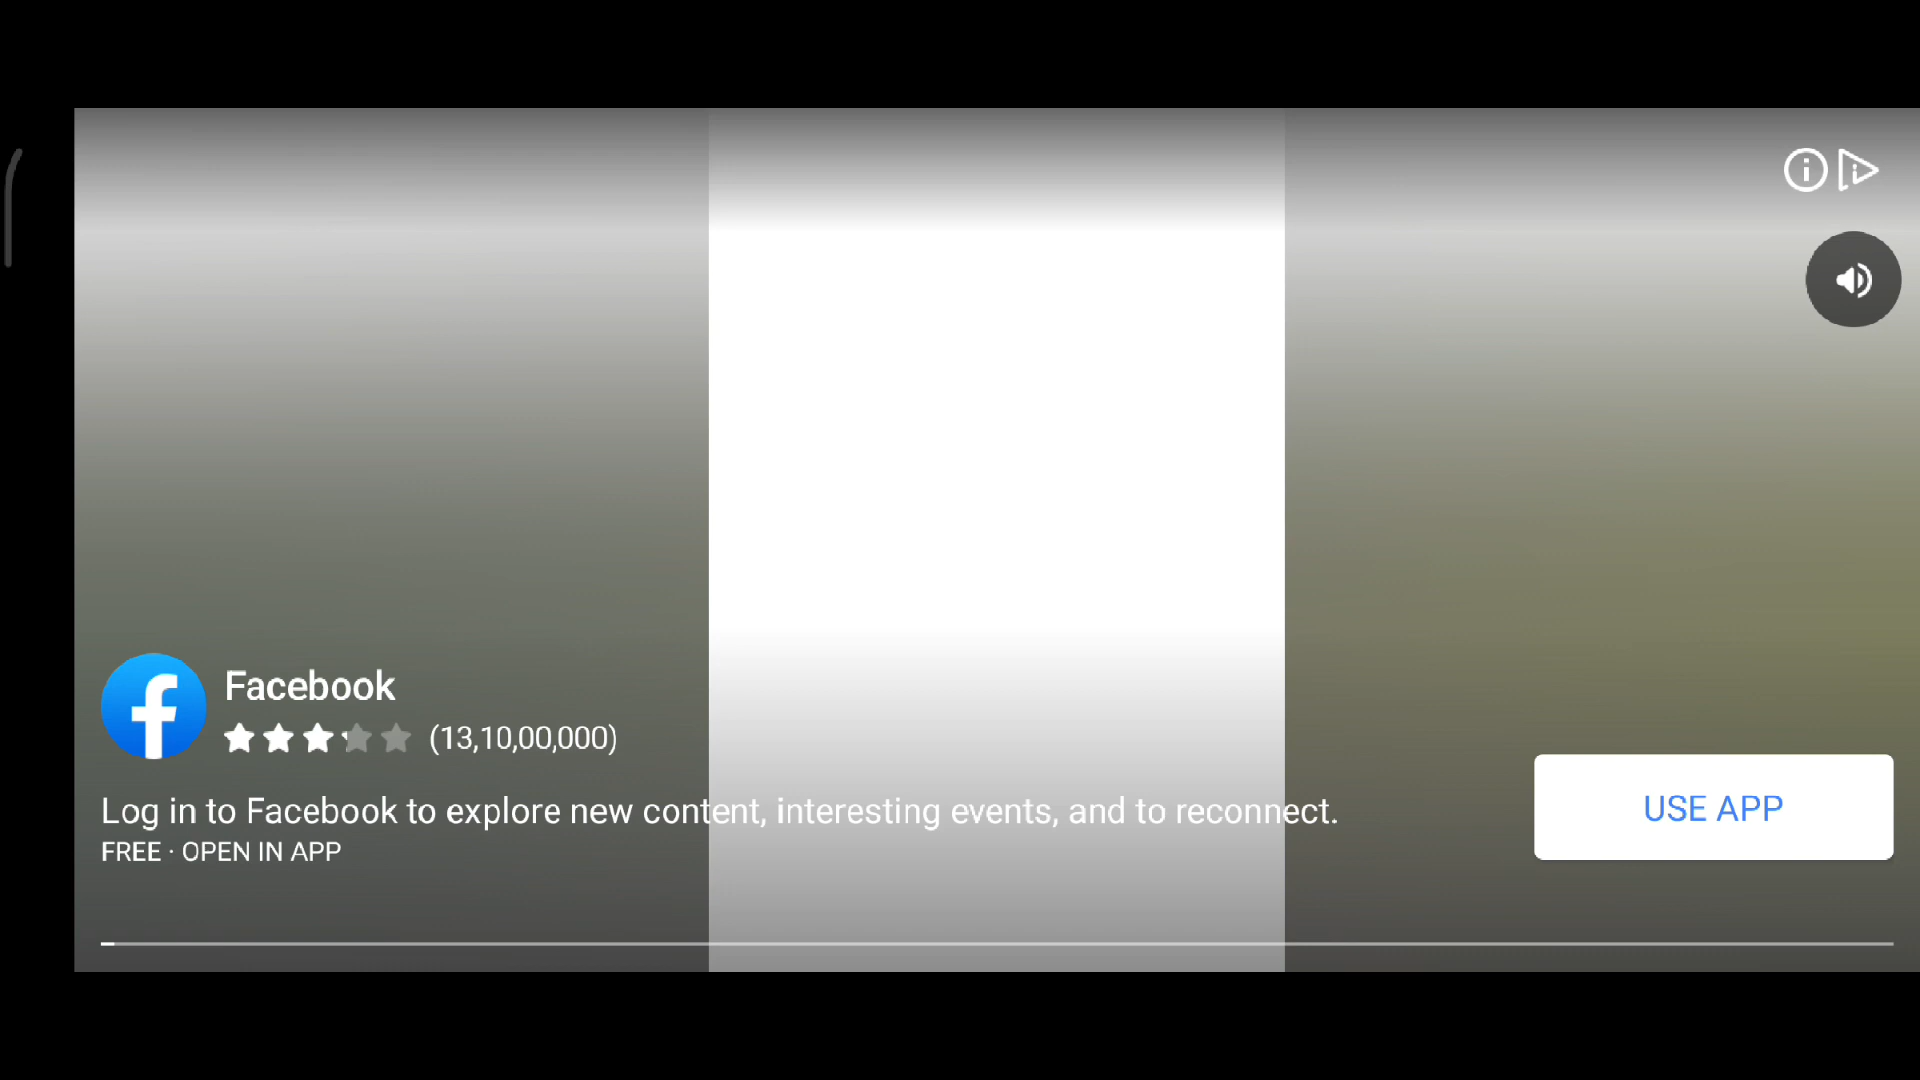 Facebook
(13,10,00,000)
Log in to Facebook to explore new content, interesting events, and to reconnect.
FREE · OPEN IN APP
USE APP